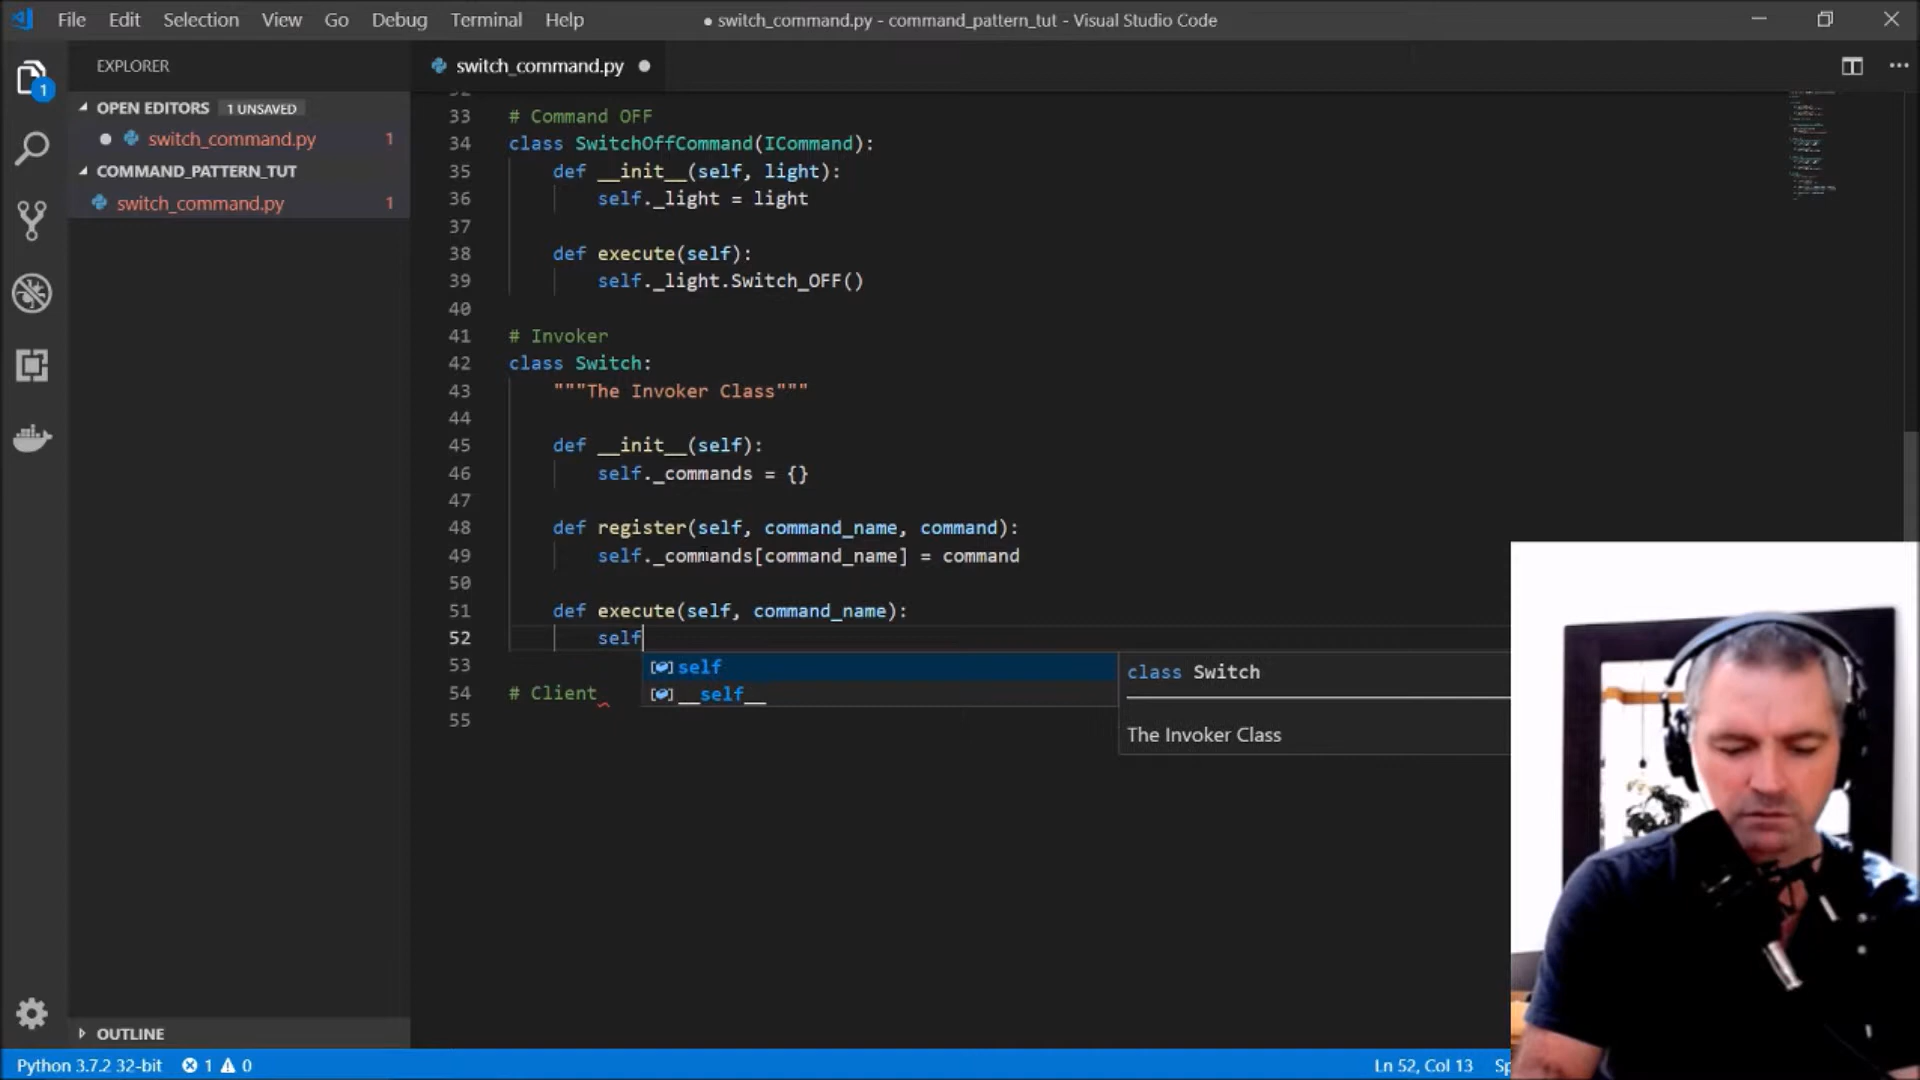 File Edit Selection View Go Debug Terminal Help
● switch_command.py - command_pattern_tut - Visual Studio Code
EXPLORER
switch_command.py ●
1
OPEN EDITORS 1 UNSAVED
● switch_command.py 1
COMMAND_PATTERN_TUT
switch_command.py 1
33 # Command OFF
34 class SwitchOffCommand(ICommand):
35 def __init__(self, light):
36 self._light = light
37
38 def execute(self):
39 self._light.Switch_OFF()
40
41 # Invoker
42 class Switch:
43 """The Invoker Class"""
44
45 def __init__(self):
46 self._commands = {}
47
48 def register(self, command_name, command):
49 self._commands[command_name] = command
50
51 def execute(self, command_name):
52 self
53
self
class Switch
54 # Client
__self__
The Invoker Class
55
OUTLINE
Python 3.7.2 32-bit 1 0
Ln 52, Col 13